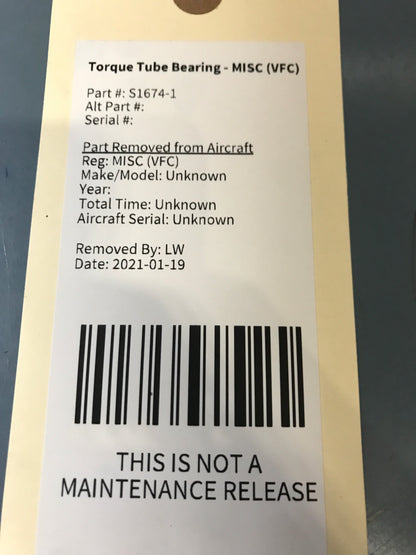 Torque Tube Bearing - MISC (VFC)
Part #: S1674-1
Alt Part #:
Serial #:
Part Removed from Aircraft
Reg: MISC (VFC)
Make/Model: Unknown
Year:
Total Time: Unknown
Aircraft Serial: Unknown
Removed By: LW
Date: 2021-01-19
THIS IS NOT A
MAINTENANCE RELEASE